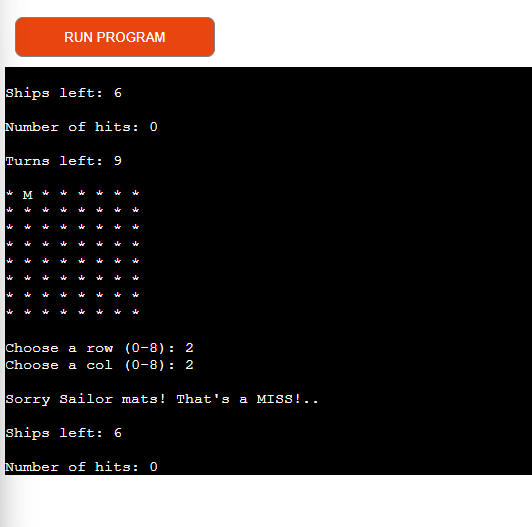 RUN PROGRAM
Ships left: 6
Number of hits: 0
Turns left: 9
* M * * * * * *
* * * * * * * *
* * * * * * * *
* * * * * * * *
* * * * * * * *
* * * * * * * *
* * * * * * * *
* * * * * * * *
Choose a row (0-8): 2
Choose a col (0-8): 2
Sorry Sailor mats! That's a MISS!..
Ships left: 6
Number of hits: 0